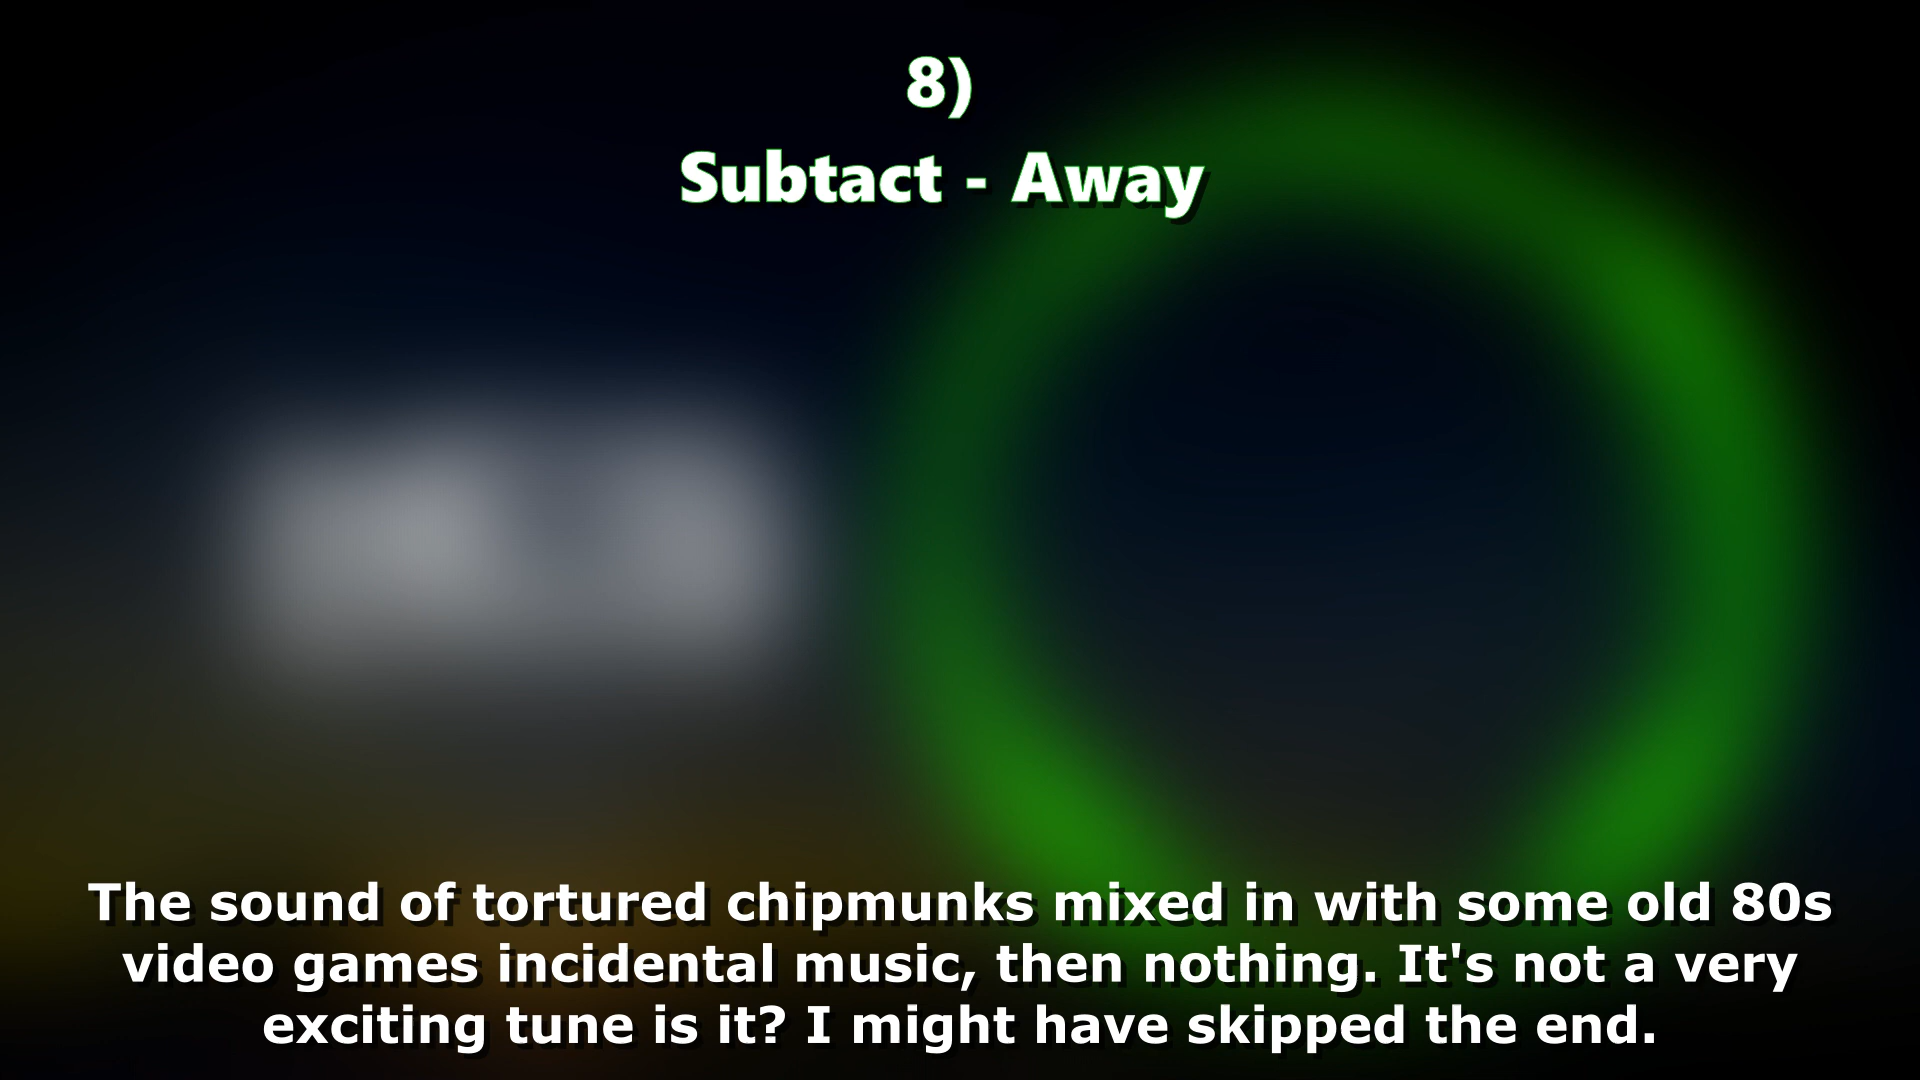 8)
Subtact - Away
The sound of tortured chipmunks mixed in with some old 80s
video games incidental music, then nothing. It's not a very
exciting tune is it? I might have skipped the end.